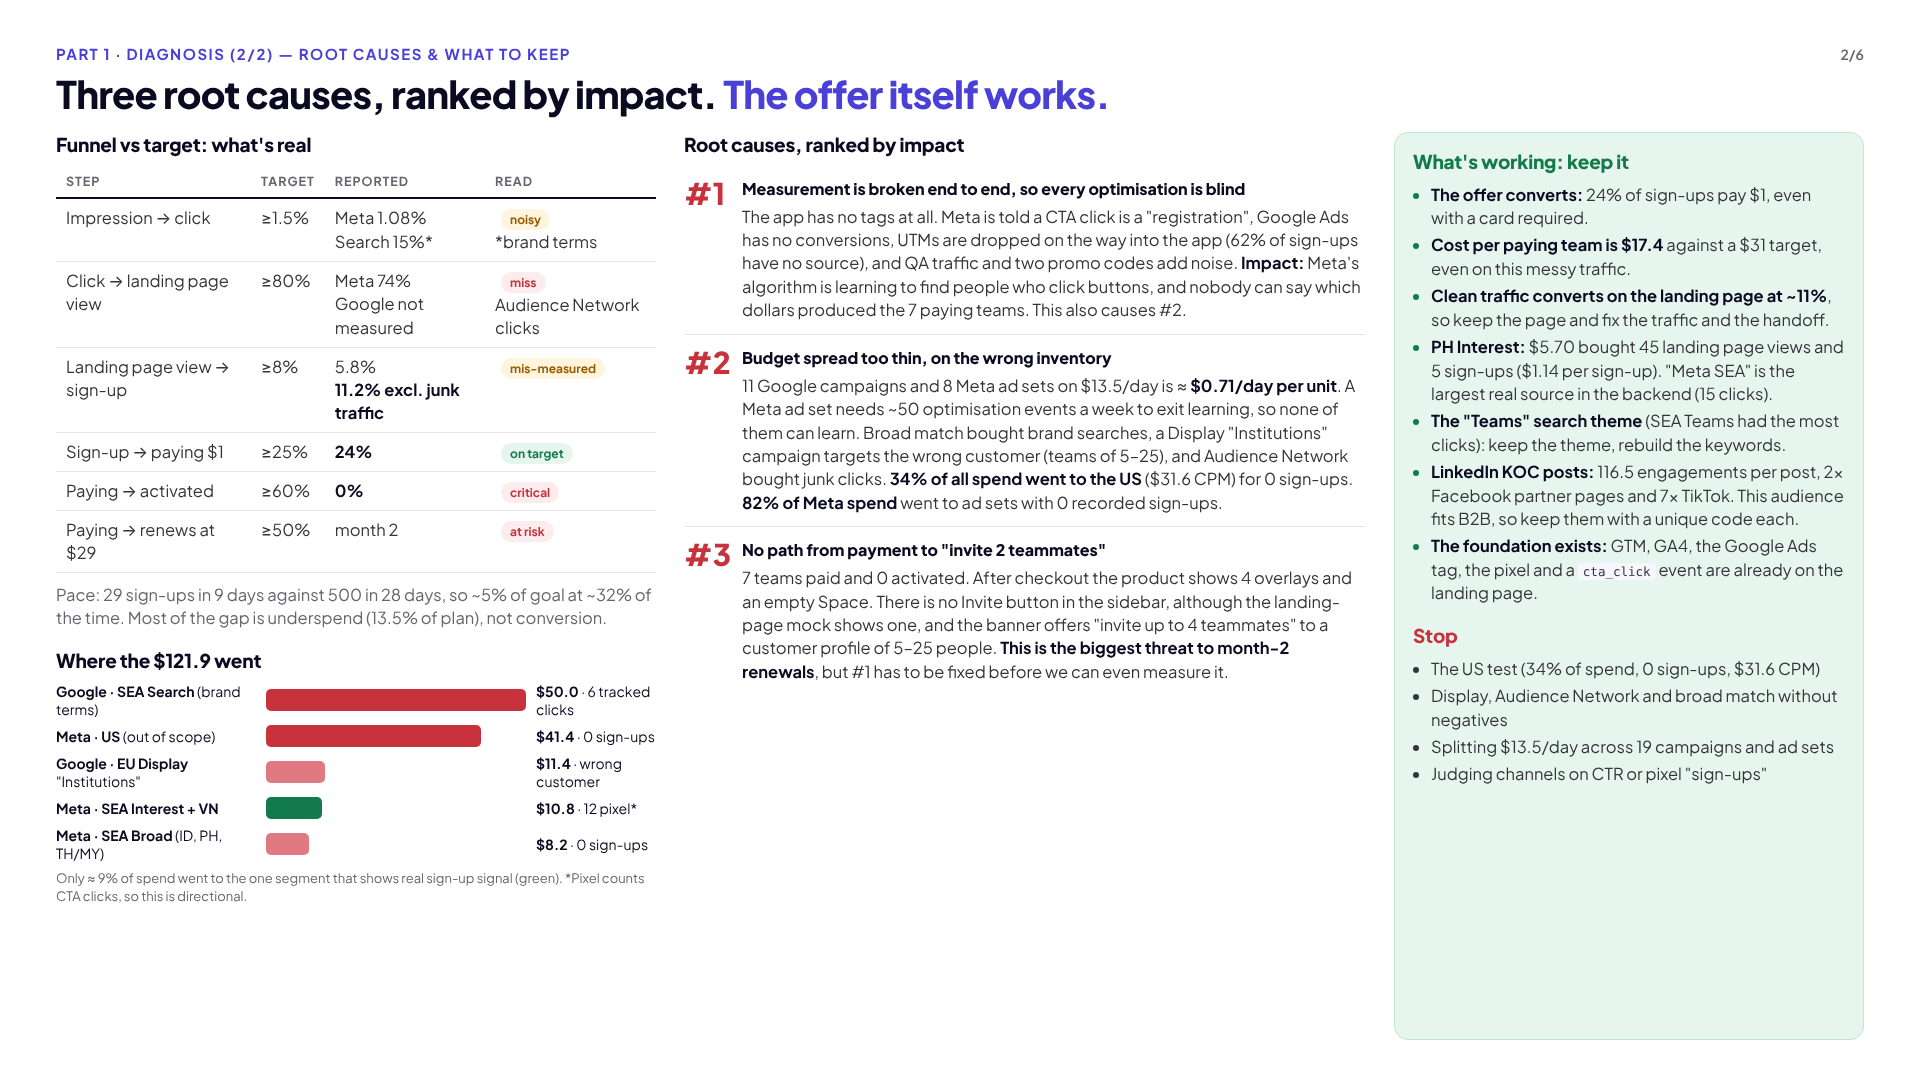 PART 1 · DIAGNOSIS (2/2) — ROOT CAUSES & WHAT TO KEEP
2/6
Three root causes, ranked by impact. The offer itself works.
Funnel vs target: what's real
STEP TARGET REPORTED READ
Impression → click ≥1.5% Meta 1.08% noisy
Search 15%* *brand terms
Click → landing page ≥80% Meta 74% miss
view Google not Audience Network
measured clicks
Landing page view → ≥8% 5.8% mis-measured
sign-up 11.2% excl. junk
traffic
Sign-up → paying $1 ≥25% 24% on target
Paying → activated ≥60% 0% critical
Paying → renews at ≥50% month 2 at risk
$29
Pace: 29 sign-ups in 9 days against 500 in 28 days, so ~5% of goal at ~32% of
the time. Most of the gap is underspend (13.5% of plan), not conversion.
Where the $121.9 went
Google · SEA Search (brand $50.0 · 6 tracked
terms) clicks
Meta · US (out of scope) $41.4 · 0 sign-ups
Google · EU Display $11.4 · wrong
"Institutions" customer
Meta · SEA Interest + VN $10.8 · 12 pixel*
Meta · SEA Broad (ID, PH, $8.2 · 0 sign-ups
TH/MY)
Only ≈ 9% of spend went to the one segment that shows real sign-up signal (green). *Pixel counts
CTA clicks, so this is directional.
Root causes, ranked by impact
#1 Measurement is broken end to end, so every optimisation is blind
The app has no tags at all. Meta is told a CTA click is a "registration", Google Ads
has no conversions, UTMs are dropped on the way into the app (62% of sign-ups
have no source), and QA traffic and two promo codes add noise. Impact: Meta's
algorithm is learning to find people who click buttons, and nobody can say which
dollars produced the 7 paying teams. This also causes #2.
#2 Budget spread too thin, on the wrong inventory
11 Google campaigns and 8 Meta ad sets on $13.5/day is ≈ $0.71/day per unit. A
Meta ad set needs ~50 optimisation events a week to exit learning, so none of
them can learn. Broad match bought brand searches, a Display "Institutions"
campaign targets the wrong customer (teams of 5–25), and Audience Network
bought junk clicks. 34% of all spend went to the US ($31.6 CPM) for 0 sign-ups.
82% of Meta spend went to ad sets with 0 recorded sign-ups.
#3 No path from payment to "invite 2 teammates"
7 teams paid and 0 activated. After checkout the product shows 4 overlays and
an empty Space. There is no Invite button in the sidebar, although the landing-
page mock shows one, and the banner offers "invite up to 4 teammates" to a
customer profile of 5–25 people. This is the biggest threat to month-2
renewals, but #1 has to be fixed before we can even measure it.
What's working: keep it
• The offer converts: 24% of sign-ups pay $1, even
with a card required.
• Cost per paying team is $17.4 against a $31 target,
even on this messy traffic.
• Clean traffic converts on the landing page at ~11%,
so keep the page and fix the traffic and the handoff.
• PH Interest: $5.70 bought 45 landing page views and
5 sign-ups ($1.14 per sign-up). "Meta SEA" is the
largest real source in the backend (15 clicks).
• The "Teams" search theme (SEA Teams had the most
clicks): keep the theme, rebuild the keywords.
• LinkedIn KOC posts: 116.5 engagements per post, 2×
Facebook partner pages and 7× TikTok. This audience
fits B2B, so keep them with a unique code each.
• The foundation exists: GTM, GA4, the Google Ads
tag, the pixel and a cta_click event are already on the
landing page.
Stop
• The US test (34% of spend, 0 sign-ups, $31.6 CPM)
• Display, Audience Network and broad match without
negatives
• Splitting $13.5/day across 19 campaigns and ad sets
• Judging channels on CTR or pixel "sign-ups"